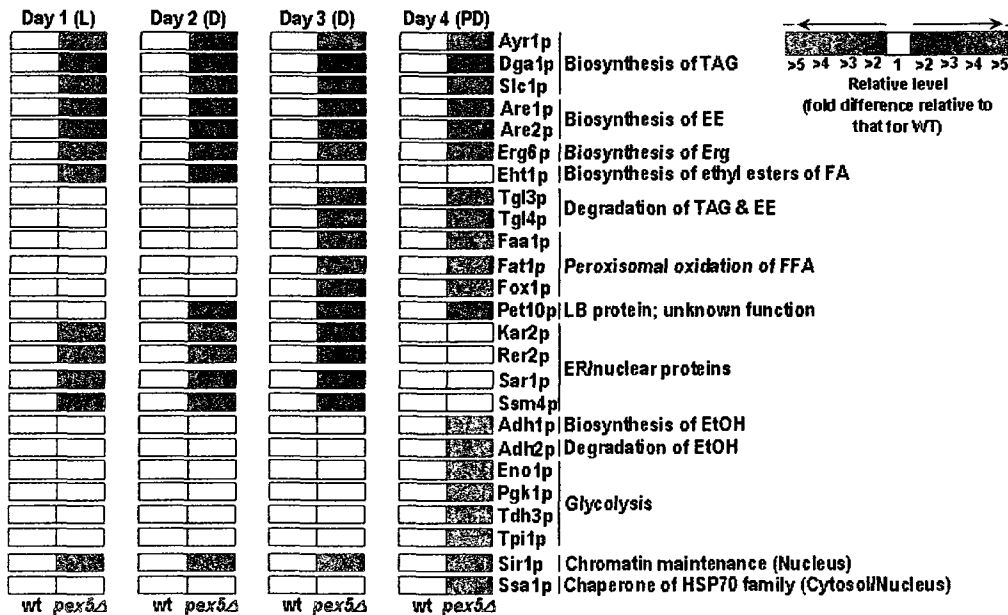 Day 1 (L) Day 2 (D) Day 3 (D) Day 4 (PD)
Ayr1p
Dga1p Biosynthesis of TAG
Slc1p
Are1p
Are2p Biosynthesis of EE
Erg6p Biosynthesis of Erg
Eht1p Biosynthesis of ethyl esters of FA
Tgl3p
Tgl4p Degradation of TAG & EE
Faa1p
Fat1p Peroxisomal oxidation of FFA
Fox1p
Pet10p LB protein; unknown function
Kar2p
Rer2p
Sar1p ER/nuclear proteins
Ssm4p
Adh1p Biosynthesis of EtOH
Adh2p Degradation of EtOH
Eno1p
Pgk1p Glycolysis
Tdh3p
Tpi1p
Sir1p Chromatin maintenance (Nucleus)
Ssa1p Chaperone of HSP70 family (Cytosol/Nucleus)
wt pex5Δ wt pex5Δ wt pex5Δ wt pex5Δ
>5 >4 >3 >2 1 >2 >3 >4 >5
Relative level
(fold difference relative to
that for WT)